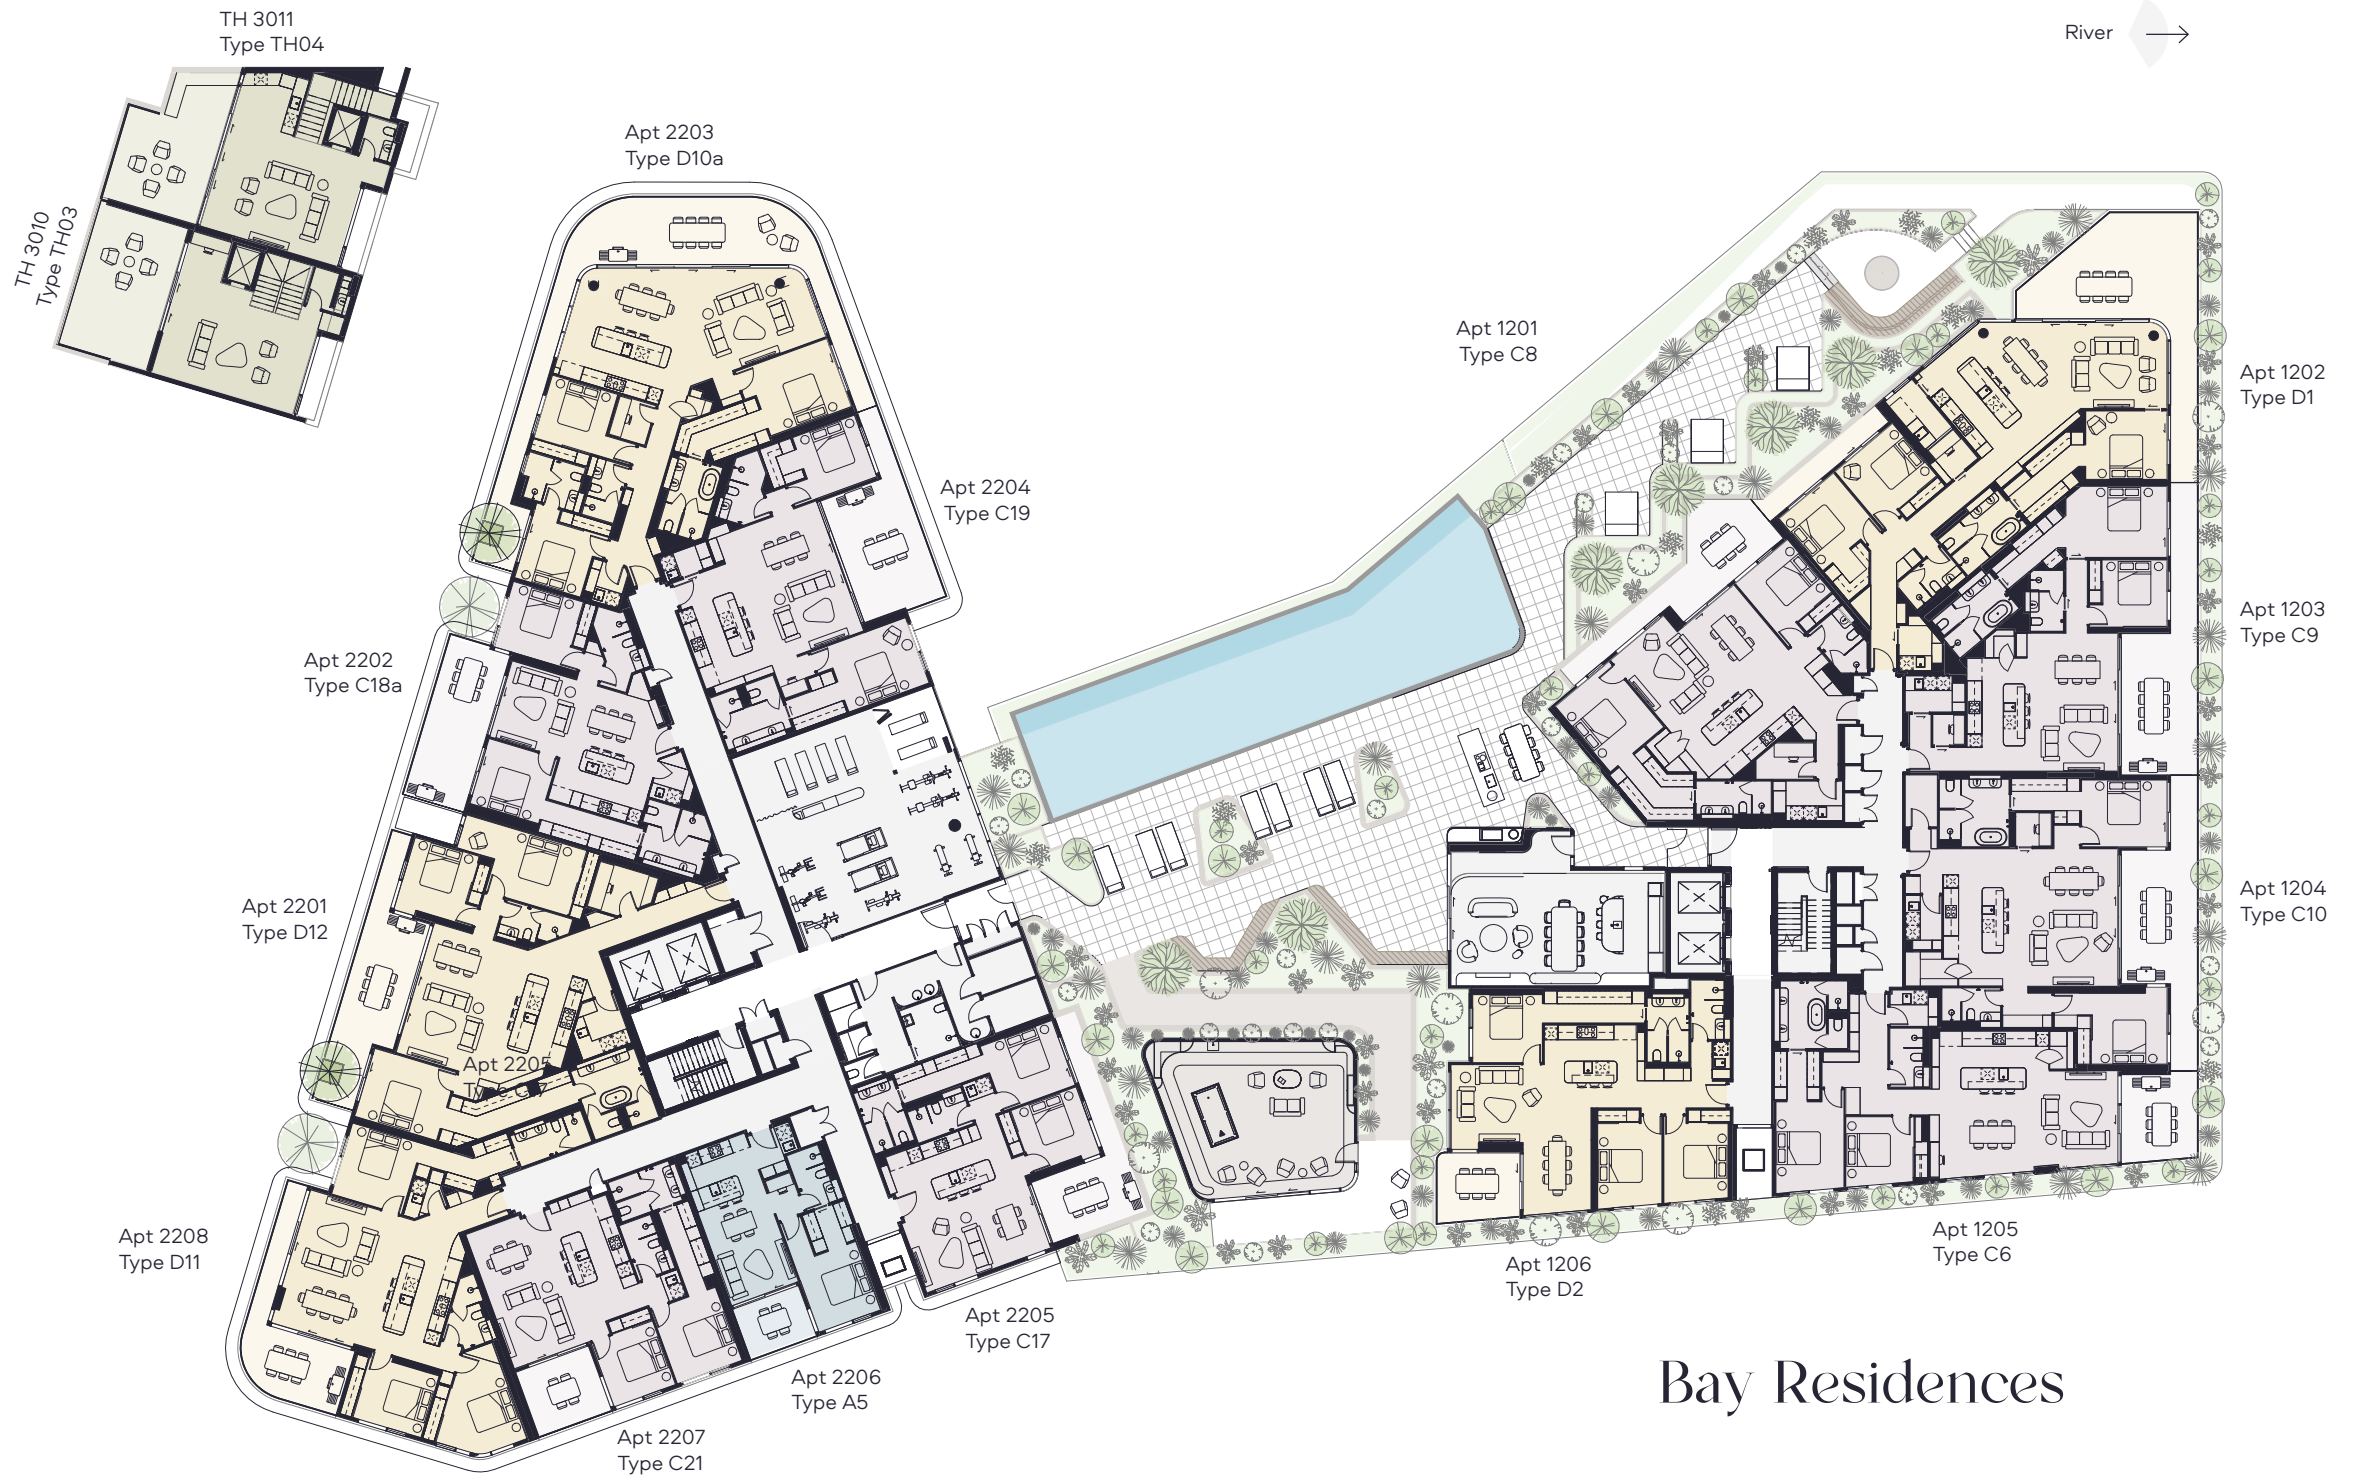 TH 3011
Type TH04
River
TH 3010
Type TH03
Apt 2203
Type D10a
Apt 1201
Type C8
Apt 1202
Type D1
Apt 2204
Type C19
Apt 1203
Type C9
Apt 2202
Type C18a
Apt 2201
Type D12
Apt 1204
Type C10
Apt 2205
Apt 2208
Type D11
Apt 1205
Type C6
Apt 1206
Type D2
Apt 2205
Type C17
Apt 2206
Type A5
Apt 2207
Type C21
Bay Residences